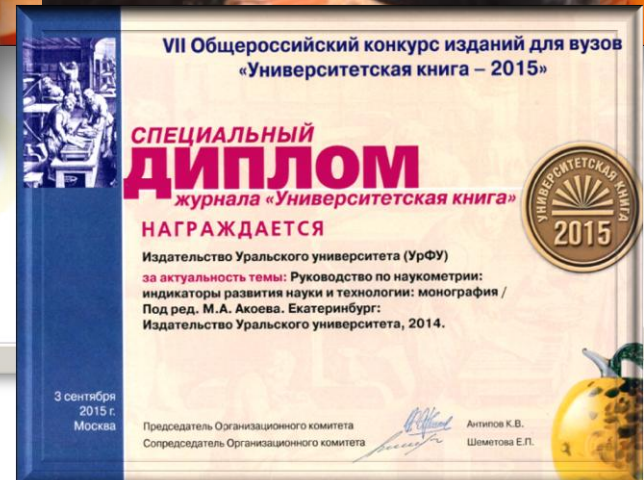 VII Общероссийский конкурс изданий для вузов
«Университетская книга – 2015»
СПЕЦИАЛЬНЫЙ
ДИПЛОМ
журнала «Университетская книга»
НАГРАЖДАЕТСЯ
УНИВЕРСИТЕТСКАЯ КНИГА
2015
Издательство Уральского университета (УрФУ)
за актуальность темы: Руководство по наукометрии:
индикаторы развития науки и технологии: монография /
Под ред. М.А. Акоева. Екатеринбург:
Издательство Уральского университета, 2014.
3 сентября
2015 г.
Москва
Председатель Организационного комитета Антипов К.В.
Сопредседатель Организационного комитета Шеметова Е.П.